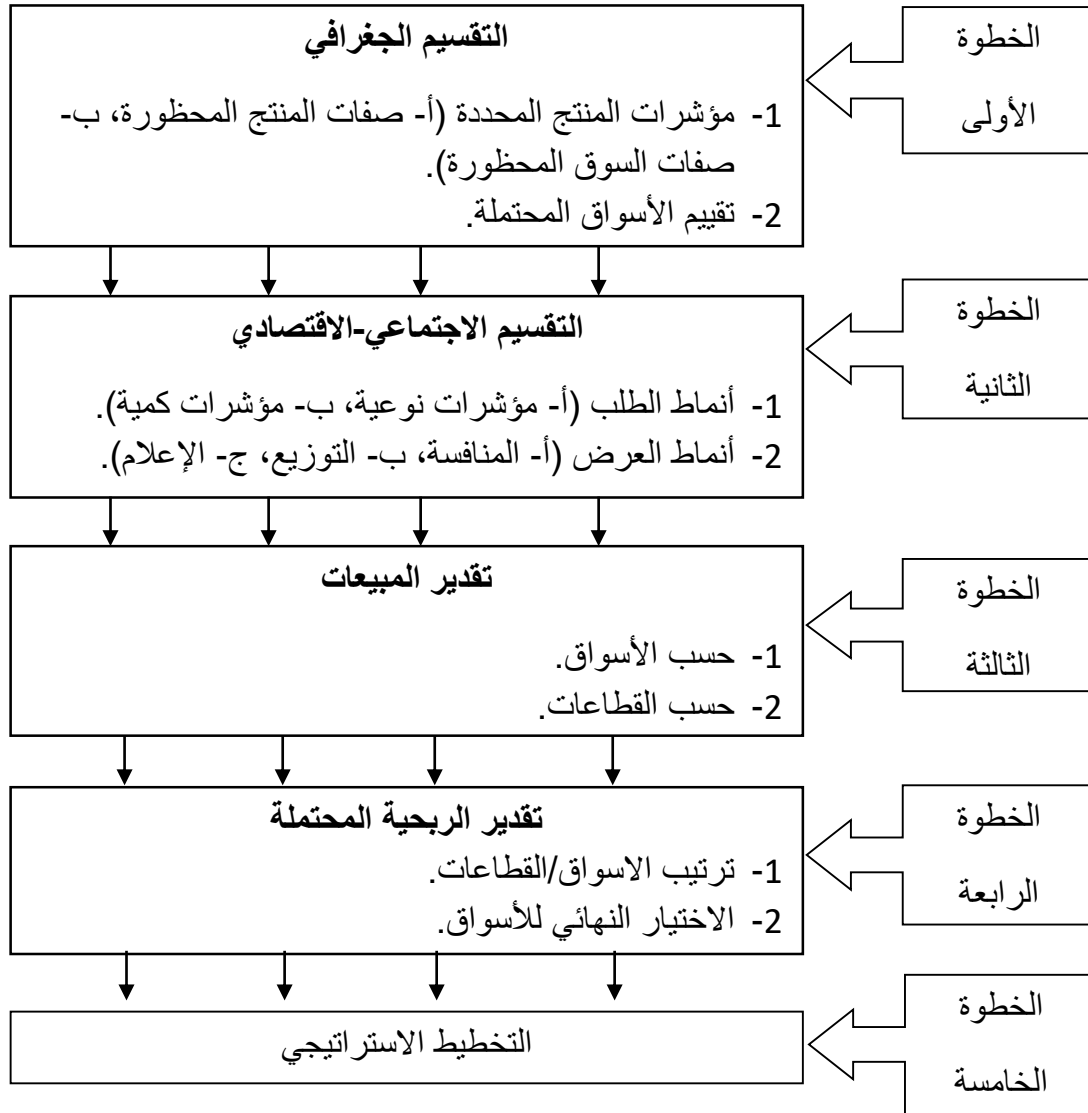 الخطوة
الأولى
التقسيم الجغرافي
1- مؤشرات المنتج المحددة (أ- صفات المنتج المحظورة، ب-
صفات السوق المحظورة).
2- تقييم الأسواق المحتملة.
الخطوة
الثانية
التقسيم الاجتماعي-الاقتصادي
1- أنماط الطلب (أ- مؤشرات نوعية، ب- مؤشرات كمية).
2- أنماط العرض (أ- المنافسة، ب- التوزيع، ج- الإعلام).
الخطوة
الثالثة
تقدير المبيعات
1- حسب الأسواق.
2- حسب القطاعات.
الخطوة
الرابعة
تقدير الربحية المحتملة
1- ترتيب الاسواق/القطاعات.
2- الاختيار النهائي للأسواق.
الخطوة
الخامسة
التخطيط الاستراتيجي